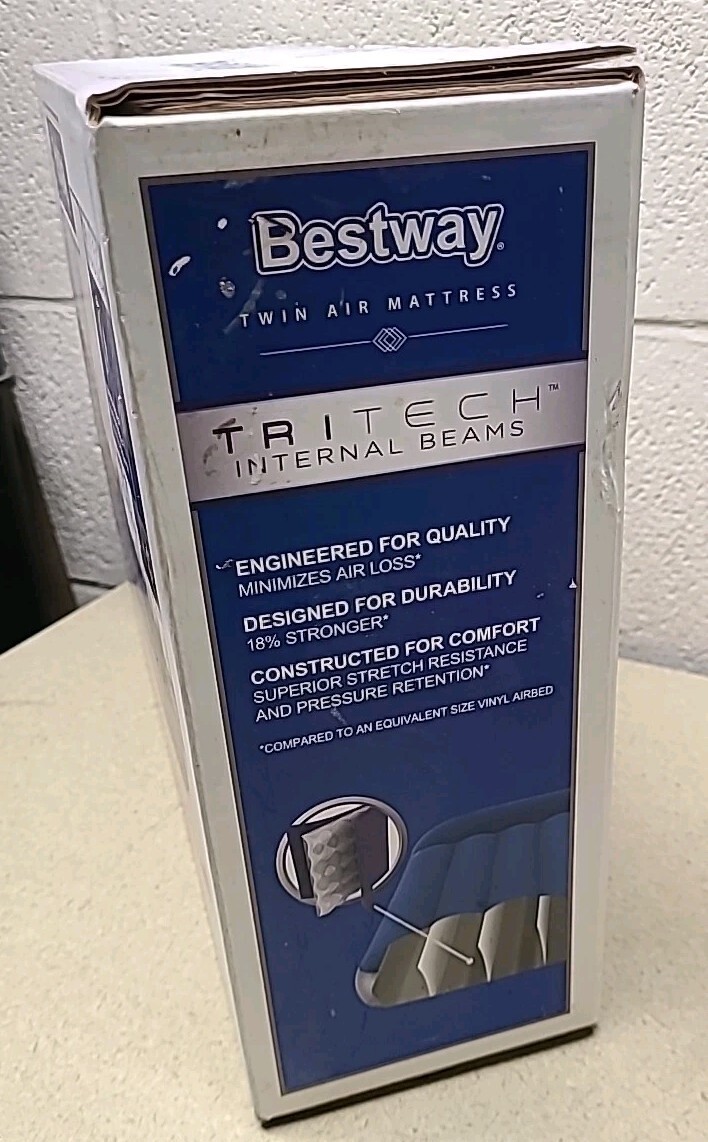 Bestway®
TWIN AIR MATTRESS
TRITECH™
INTERNAL BEAMS
ENGINEERED FOR QUALITY
MINIMIZES AIR LOSS*
DESIGNED FOR DURABILITY
18% STRONGER*
CONSTRUCTED FOR COMFORT
SUPERIOR STRETCH RESISTANCE
AND PRESSURE RETENTION*
*COMPARED TO AN EQUIVALENT SIZE VINYL AIRBED